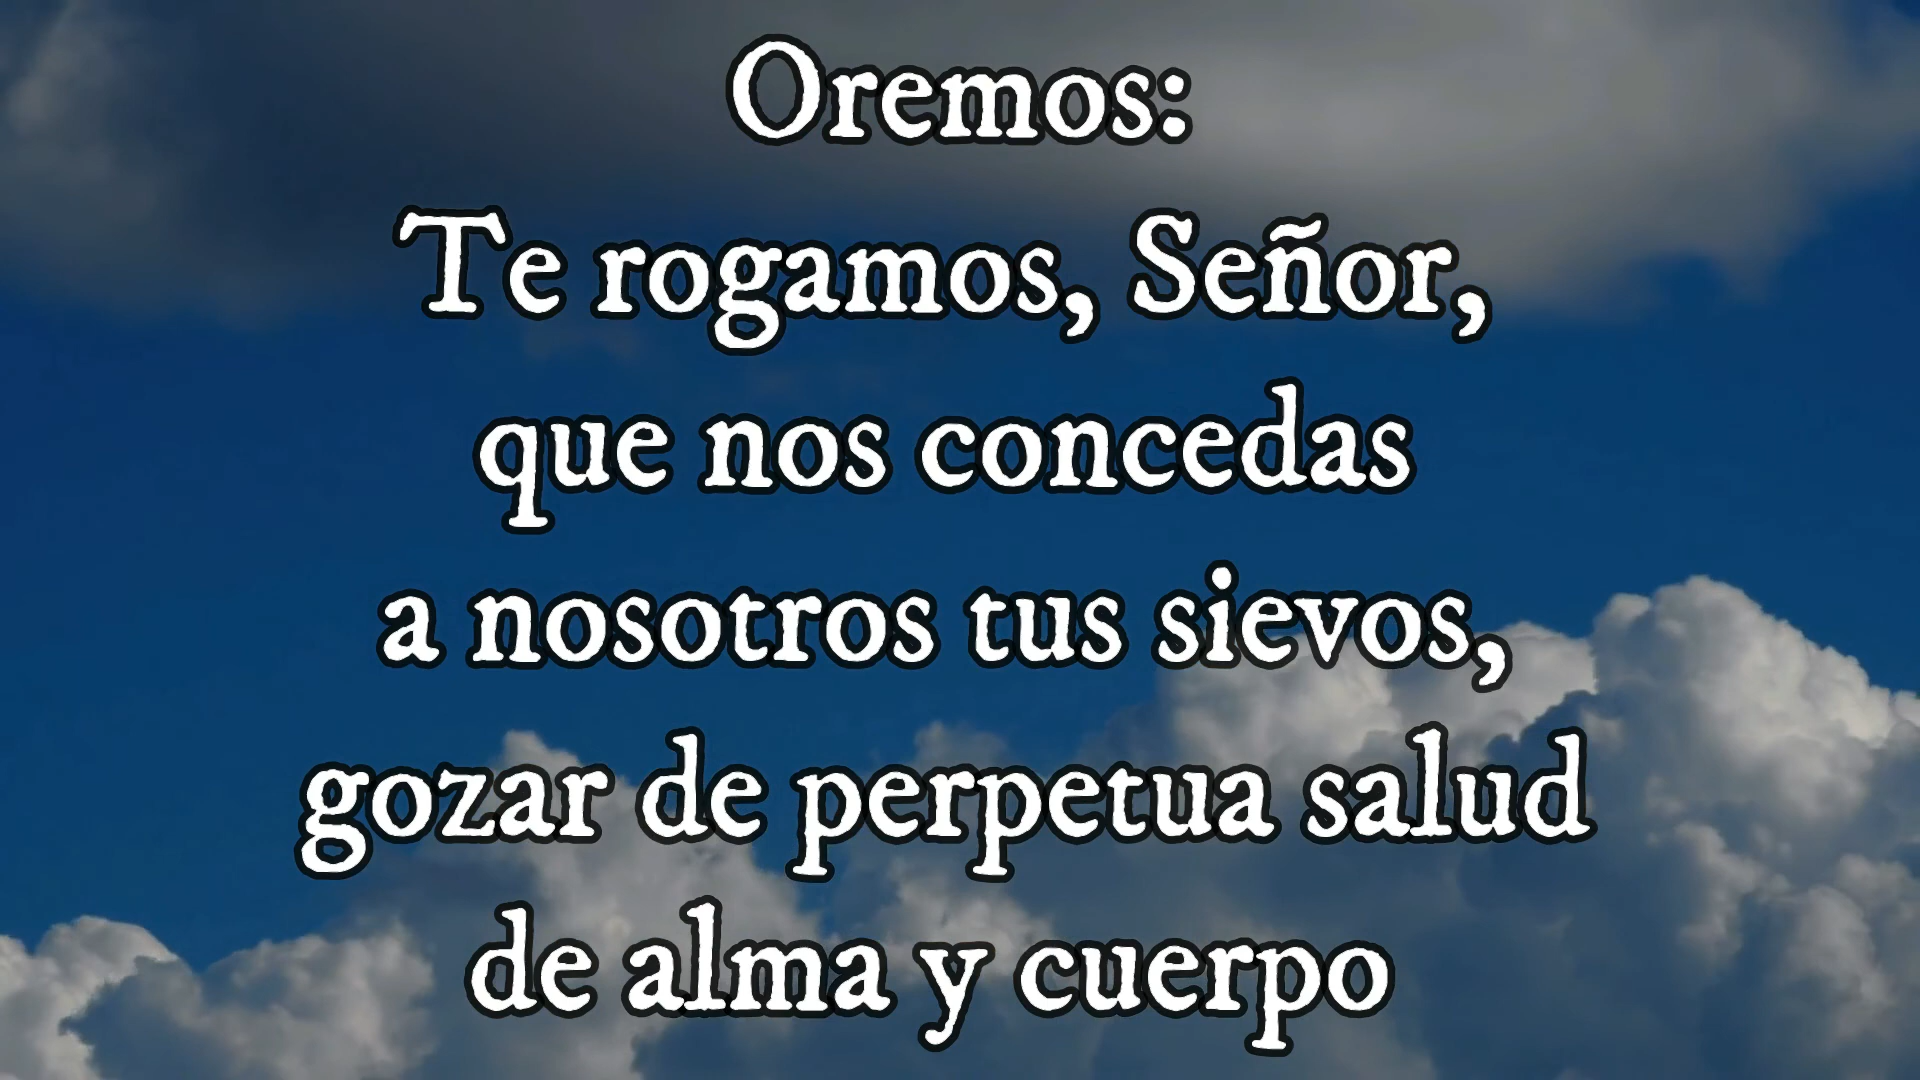 Oremos:
Te rogamos, Señor,
que nos concedas
a nosotros tus sievos,
gozar de perpetua salud
de alma y cuerpo